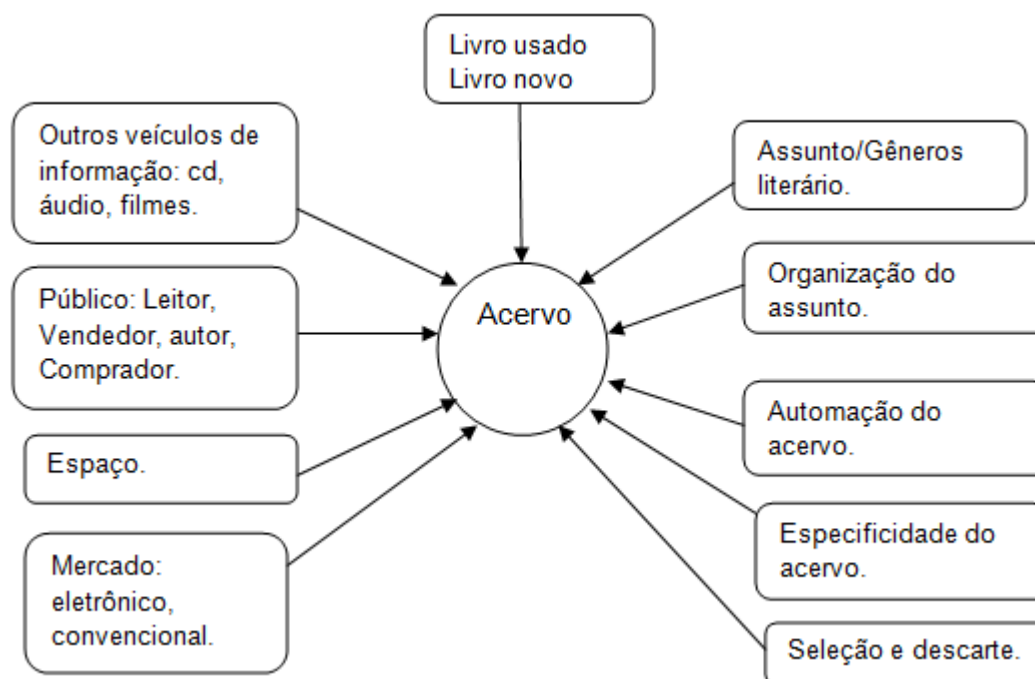 Livro usado
Livro novo
Outros veículos de
informação: cd,
áudio, filmes.
Assunto/Gêneros
literário.
Público: Leitor,
Vendedor, autor,
Comprador.
Acervo
Organização do
assunto.
Automação do
acervo.
Espaço.
Especificidade do
acervo.
Mercado:
eletrônico,
convencional.
Seleção e descarte.